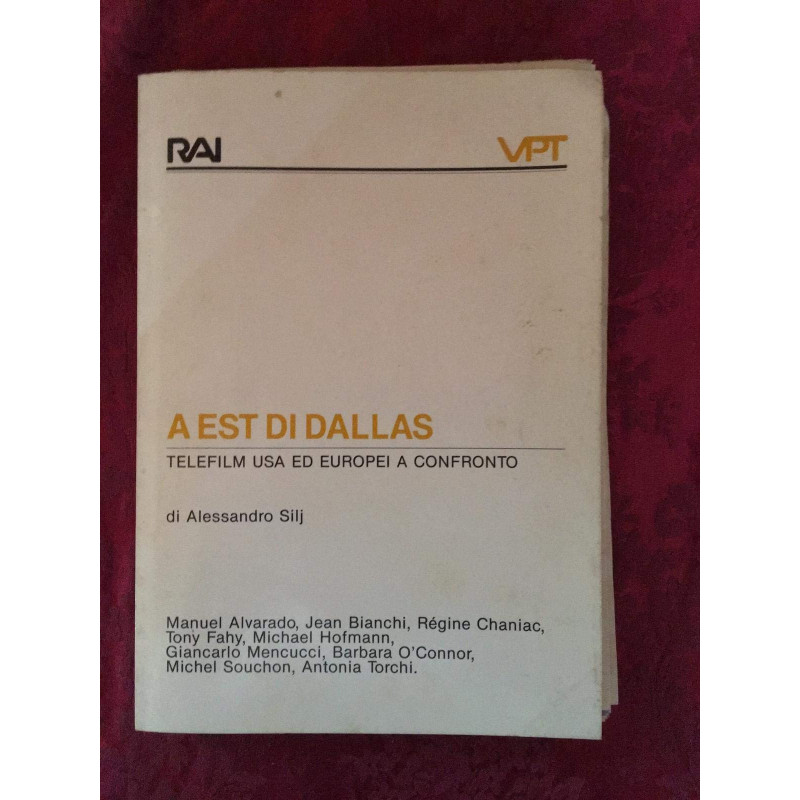 RAI VPT
A EST DI DALLAS
TELEFILM USA ED EUROPEI A CONFRONTO
di Alessandro Silj
Manuel Alvarado, Jean Bianchi, Régine Chaniac,
Tony Fahy, Michael Hofmann,
Giancarlo Mencucci, Barbara O'Connor,
Michel Souchon, Antonia Torchi.